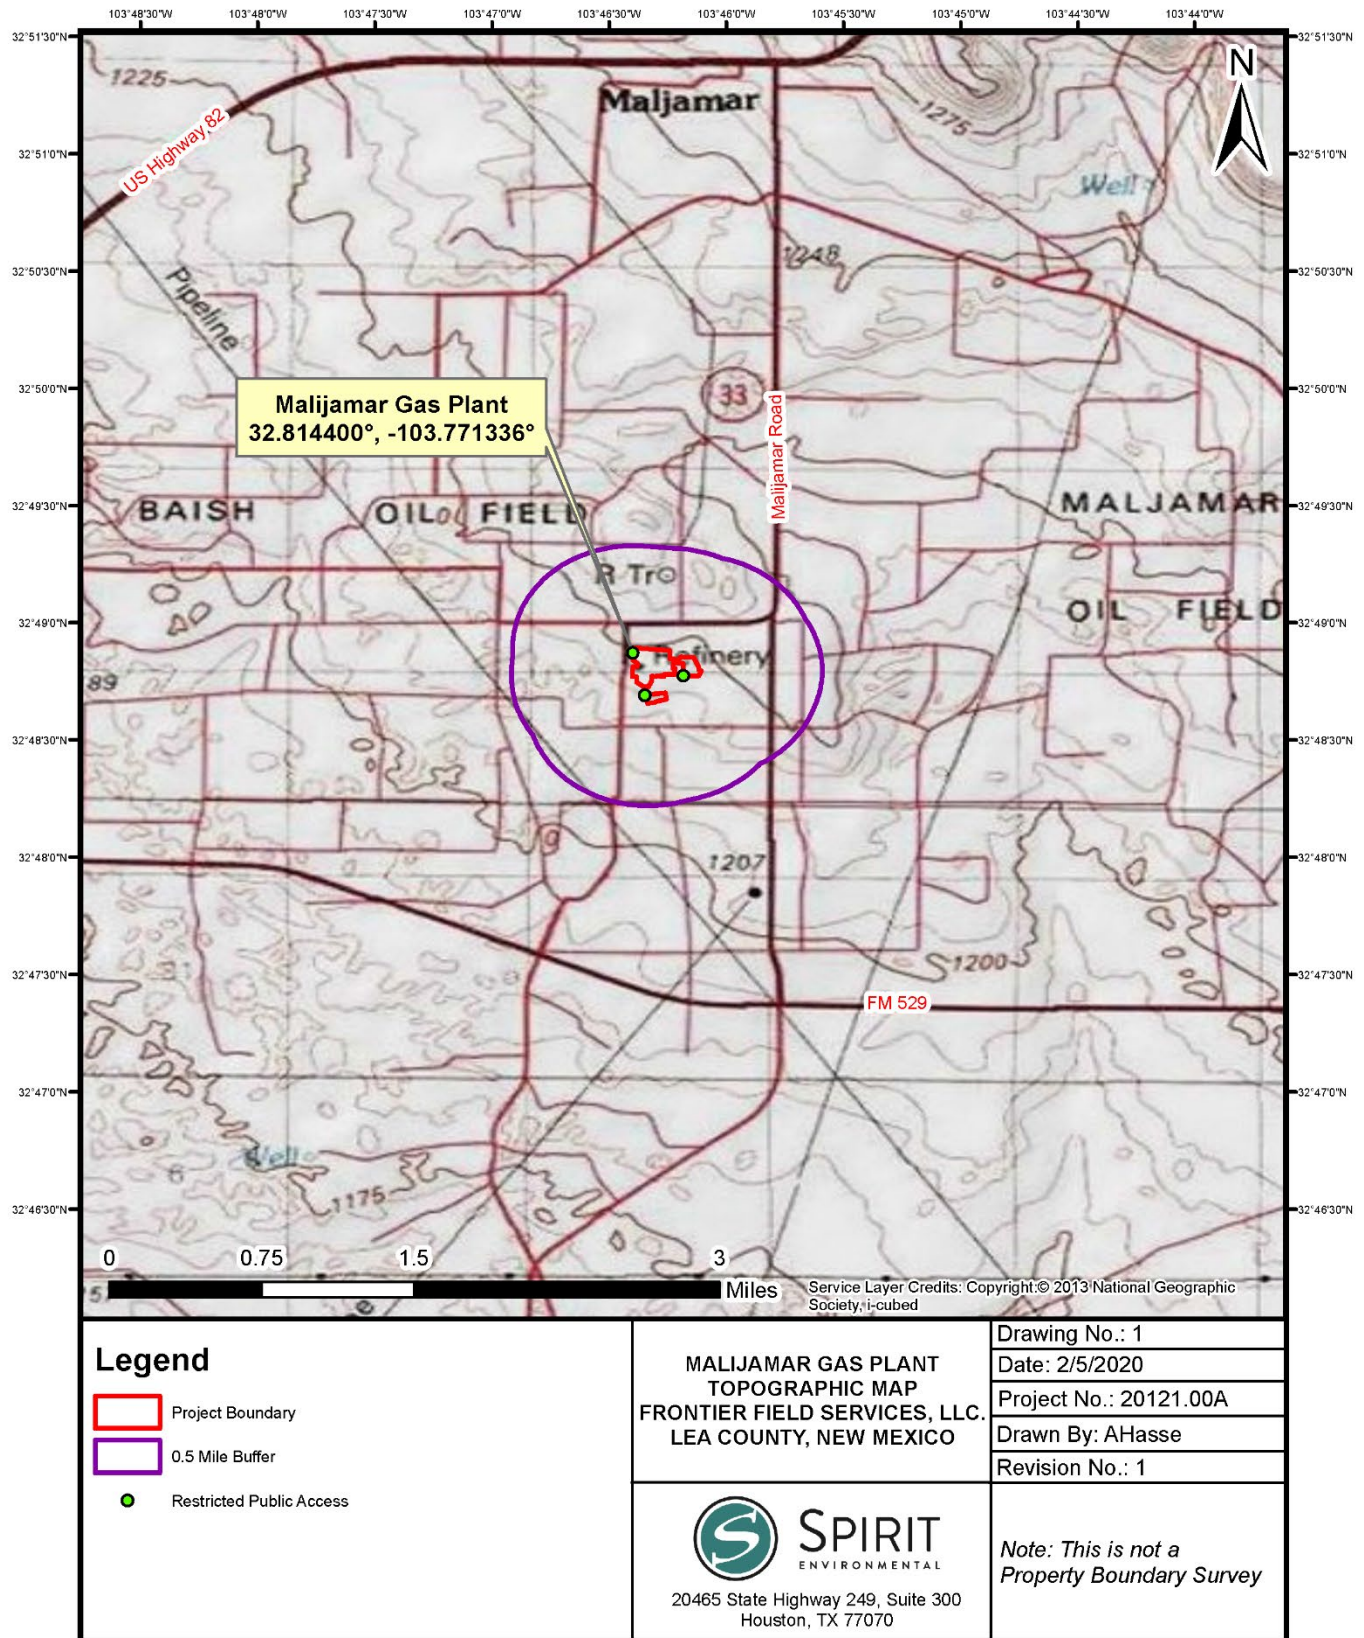 103°48'30"W 103°48'0"W 103°47'30"W 103°47'0"W 103°46'30"W 103°46'0"W 103°45'30"W 103°45'0"W 103°44'30"W 103°44'0"W
32°51'30"N 32°51'30"N
N
1225
Maljamar
1275
US Highway 82
32°51'0"N 32°51'0"N
Well
1248
32°50'30"N 32°50'30"N
Pipeline
32°50'0"N 32°50'0"N
33
Malijamar Gas Plant
32.814400°, -103.771336°
Malijamar Road
32°49'30"N 32°49'30"N
BAISH OIL FIELD MALJAMAR
R Tr
OIL FIELD
32°49'0"N 32°49'0"N
Refinery
89
32°48'30"N 32°48'30"N
32°48'0"N 32°48'0"N
1207
1200
32°47'30"N 32°47'30"N
FM 529
32°47'0"N 32°47'0"N
Well
6
1175
32°46'30"N 32°46'30"N
0 0.75 1.5 3
Miles
Service Layer Credits: Copyright:© 2013 National Geographic
Society, i-cubed
Legend
Project Boundary
0.5 Mile Buffer
Restricted Public Access
MALIJAMAR GAS PLANT
TOPOGRAPHIC MAP
FRONTIER FIELD SERVICES, LLC.
LEA COUNTY, NEW MEXICO
Drawing No.: 1
Date: 2/5/2020
Project No.: 20121.00A
Drawn By: AHasse
Revision No.: 1
S SPIRIT
ENVIRONMENTAL
20465 State Highway 249, Suite 300
Houston, TX 77070
Note: This is not a
Property Boundary Survey